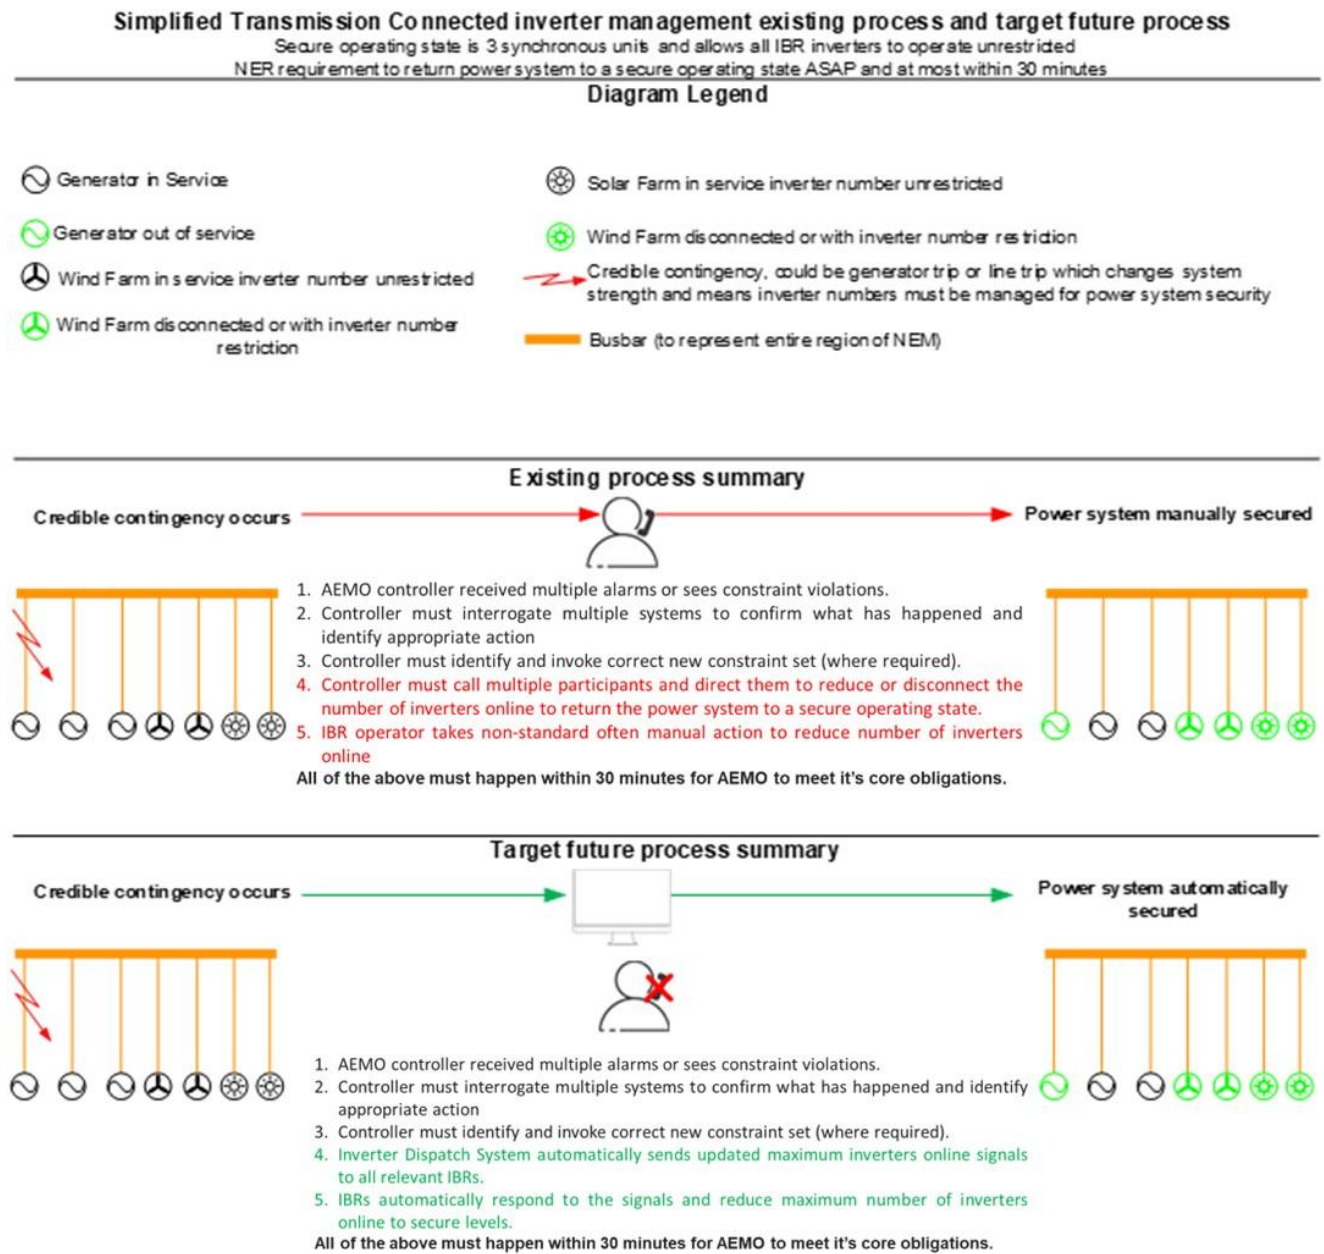 Simplified Transmission Connected inverter management existing process and target future process
Secure operating state is 3 synchronous units and allows all IBR inverters to operate unrestricted
NER requirement to return power system to a secure operating state ASAP and at most within 30 minutes
Diagram Legend
Generator in Service
Solar Farm in service inverter number unrestricted
Generator out of service
Wind Farm disconnected or with inverter number restriction
Wind Farm in service inverter number unrestricted
Credible contingency, could be generator trip or line trip which changes system
strength and means inverter numbers must be managed for power system security
Wind Farm disconnected or with inverter number
restriction
Busbar (to represent entire region of NEM)
Existing process summary
Credible contingency occurs
Power system manually secured
1. AEMO controller received multiple alarms or sees constraint violations.
2. Controller must interrogate multiple systems to confirm what has happened and
identify appropriate action
3. Controller must identify and invoke correct new constraint set (where required).
4. Controller must call multiple participants and direct them to reduce or disconnect the
number of inverters online to return the power system to a secure operating state.
5. IBR operator takes non-standard often manual action to reduce number of inverters
online
All of the above must happen within 30 minutes for AEMO to meet it's core obligations.
Target future process summary
Credible contingency occurs
Power system automatically
secured
1. AEMO controller received multiple alarms or sees constraint violations.
2. Controller must interrogate multiple systems to confirm what has happened and identify
appropriate action
3. Controller must identify and invoke correct new constraint set (where required).
4. Inverter Dispatch System automatically sends updated maximum inverters online signals
to all relevant IBRs.
5. IBRs automatically respond to the signals and reduce maximum number of inverters
online to secure levels.
All of the above must happen within 30 minutes for AEMO to meet it's core obligations.